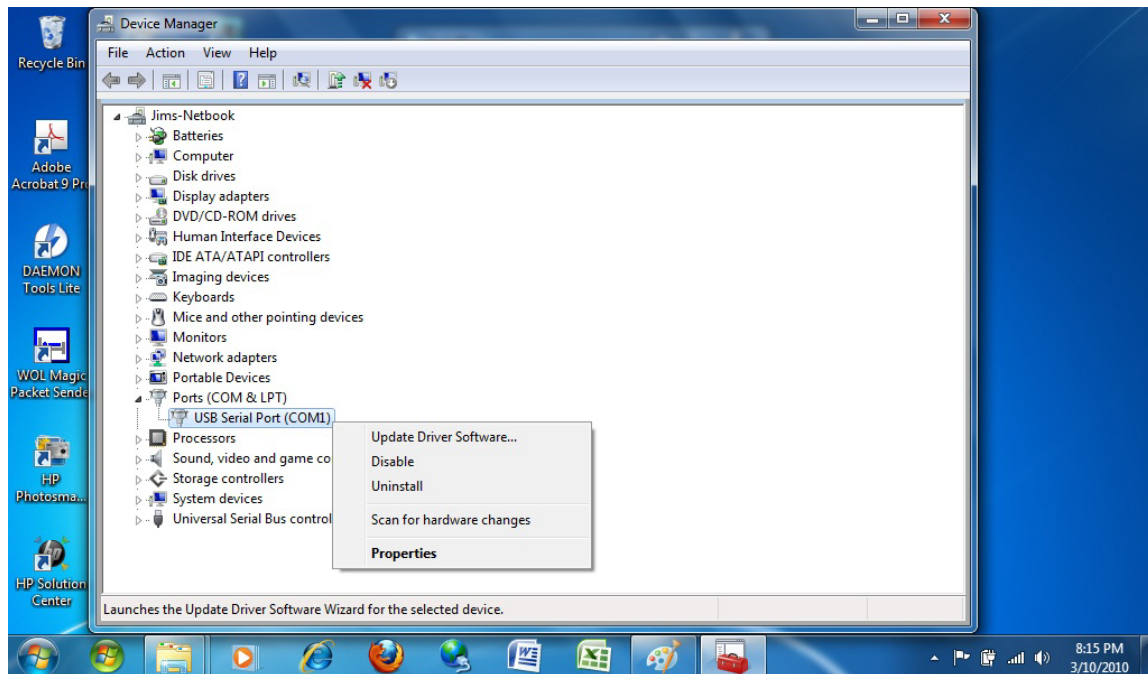 Device Manager
File Action View Help
Jims-Netbook
Batteries
Computer
Disk drives
Display adapters
DVD/CD-ROM drives
Human Interface Devices
IDE ATA/ATAPI controllers
Imaging devices
Keyboards
Mice and other pointing devices
Monitors
Network adapters
Portable Devices
Ports (COM & LPT)
USB Serial Port (COM1)
Processors
Sound, video and game co
Storage controllers
System devices
Universal Serial Bus control
Update Driver Software...
Disable
Uninstall
Scan for hardware changes
Properties
Launches the Update Driver Software Wizard for the selected device.
Recycle Bin
Adobe
Acrobat 9 Pro
DAEMON
Tools Lite
WOL Magic
Packet Sende
HP
Photosma...
HP Solution
Center
8:15 PM
3/10/2010